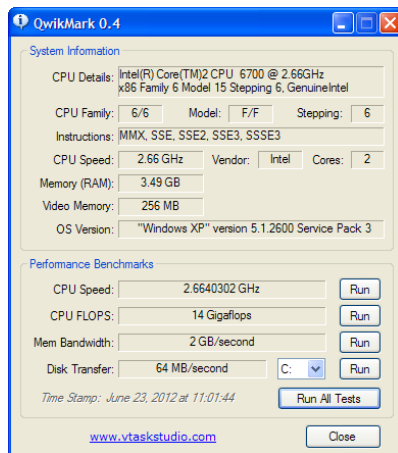 QwikMark 0.4
System Information
CPU Details: Intel(R) Core(TM)2 CPU 6700 @ 2.66GHz
x86 Family 6 Model 15 Stepping 6, GenuineIntel
CPU Family: 6/6 Model: F/F Stepping: 6
Instructions: MMX, SSE, SSE2, SSE3, SSSE3
CPU Speed: 2.66 GHz Vendor: Intel Cores: 2
Memory (RAM): 3.49 GB
Video Memory: 256 MB
OS Version: "Windows XP" version 5.1.2600 Service Pack 3
Performance Benchmarks
CPU Speed: 2.6640302 GHz Run
CPU FLOPS: 14 Gigaflops Run
Mem Bandwidth: 2 GB/second Run
Disk Transfer: 64 MB/second C: Run
Time Stamp: June 23, 2012 at 11:01:44 Run All Tests
www.vtaskstudio.com Close